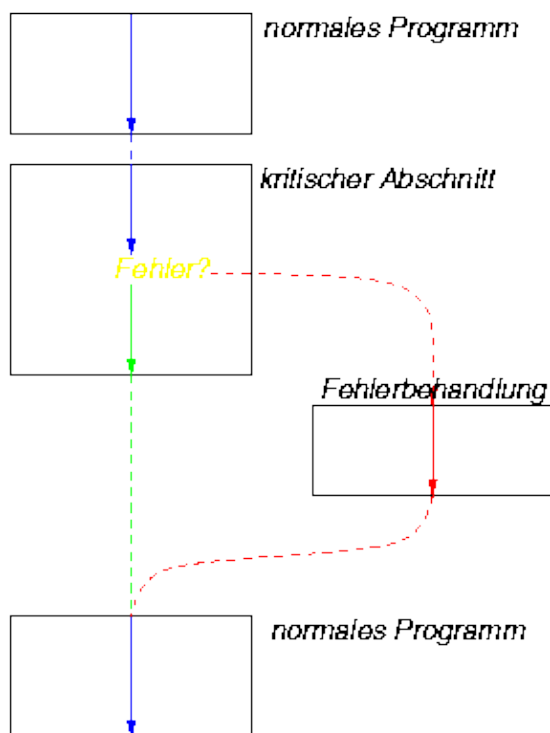 normales Programm
kritischer Abschnitt
Fehler?
Fehlerbehandlung
normales Programm